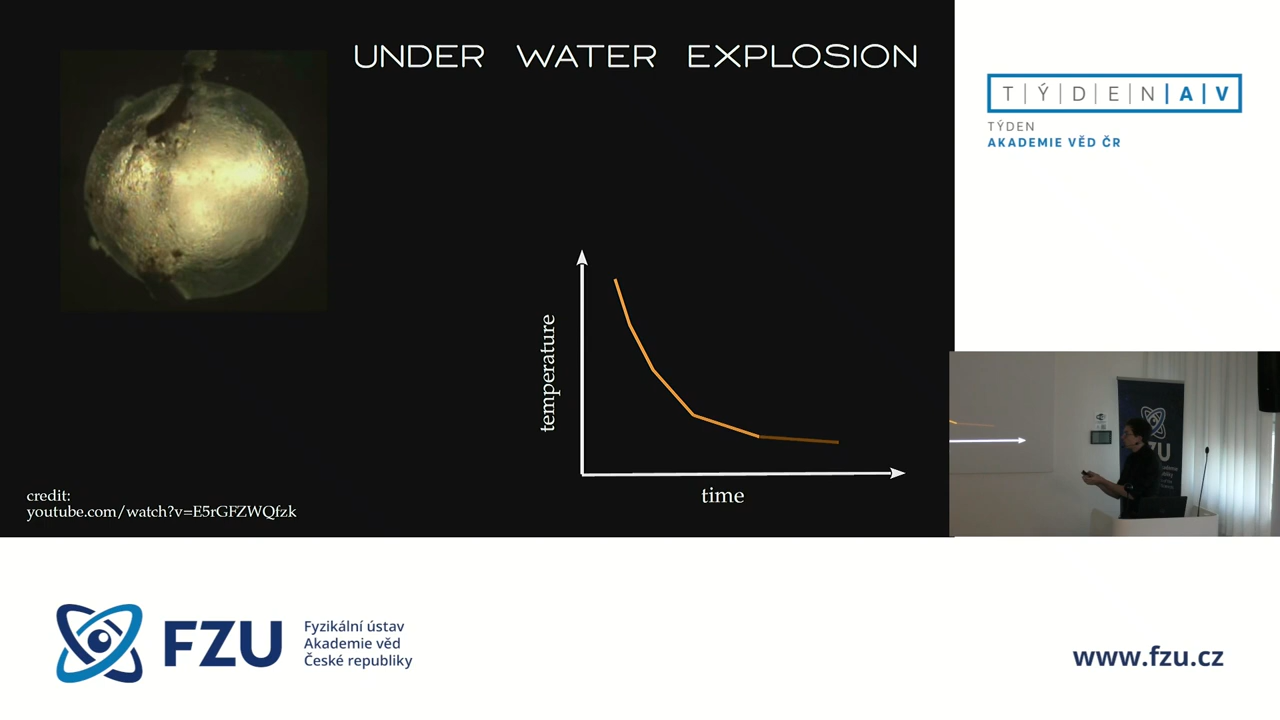 UNDER WATER EXPLOSION
temperature
time
credit:
youtube.com/watch?v=E5rGFZWQfzk
T|Ý|D|E|N|A|V
TÝDEN
AKADEMIE VĚD ČR
ZU
FZU
Fyzikální ústav
Akademie věd
České republiky
www.fzu.cz